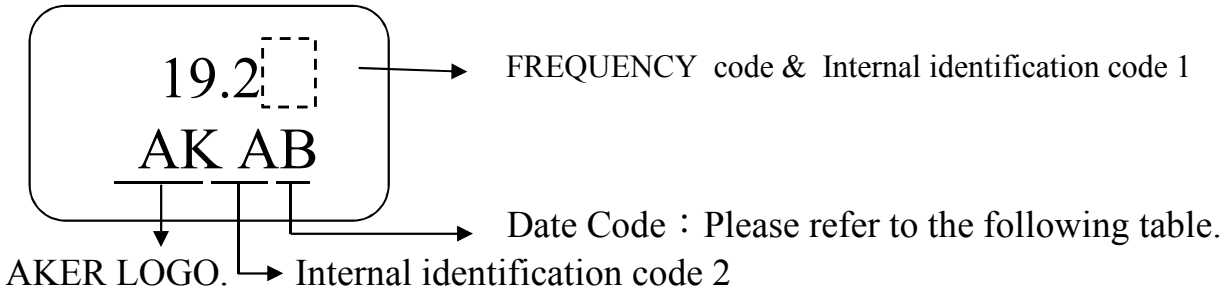 19.2
FREQUENCY code & Internal identification code 1
AK AB
Date Code：Please refer to the following table.
AKER LOGO.
Internal identification code 2